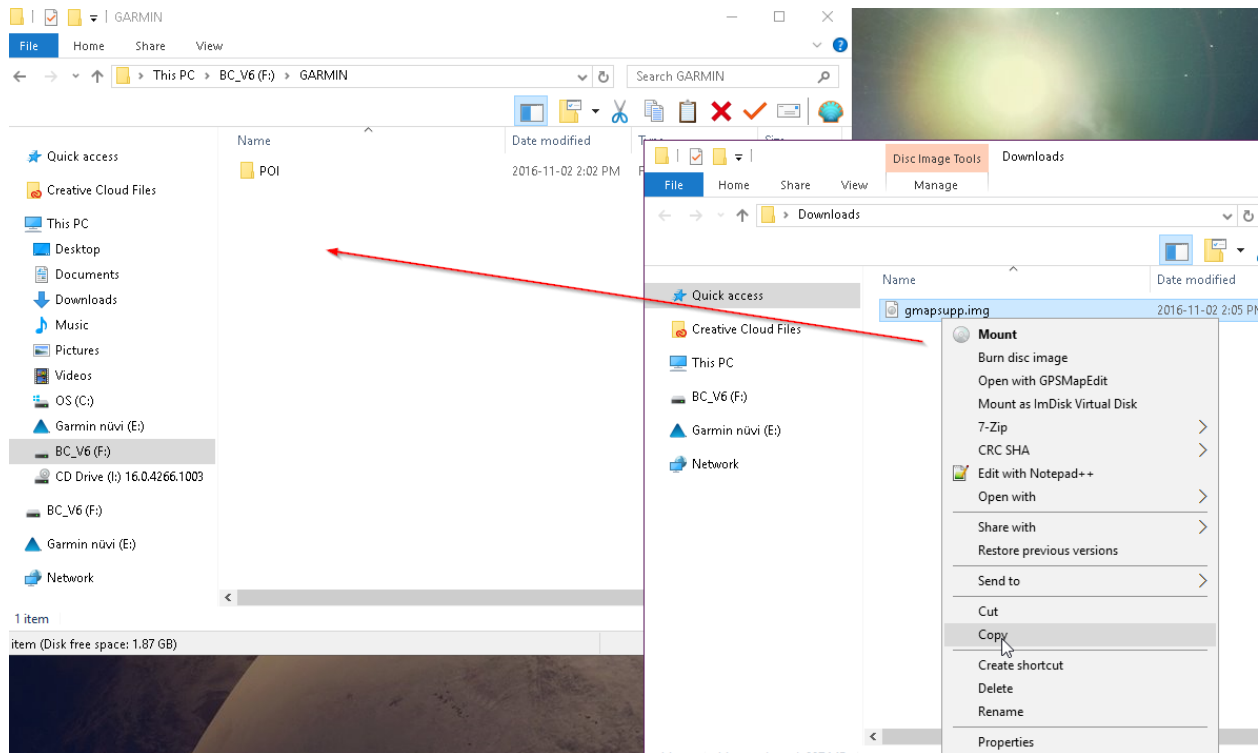 GARMIN
File Home Share View
This PC > BC_V6 (F:) > GARMIN
Search GARMIN
Name Date modified
Quick access
POI 2016-11-02 2:02 PM
Creative Cloud Files
This PC
Desktop
Documents
Downloads
Music
Pictures
Videos
OS (C:)
Garmin nüvi (E:)
BC_V6 (F:)
CD Drive (I:) 16.0.4266.1003
BC_V6 (F:)
Garmin nüvi (E:)
Network
1 item
item (Disk free space: 1.87 GB)
Disc Image Tools Downloads
File Home Share View Manage
Downloads
Name Date modified
Quick access
gmapsupp.img 2016-11-02 2:05 PM
Creative Cloud Files
This PC
BC_V6 (F:)
Garmin nüvi (E:)
Network
Mount
Burn disc image
Open with GPSMapEdit
Mount as ImDisk Virtual Disk
7-Zip
CRC SHA
Edit with Notepad++
Open with
Share with
Restore previous versions
Send to
Cut
Copy
Create shortcut
Delete
Rename
Properties